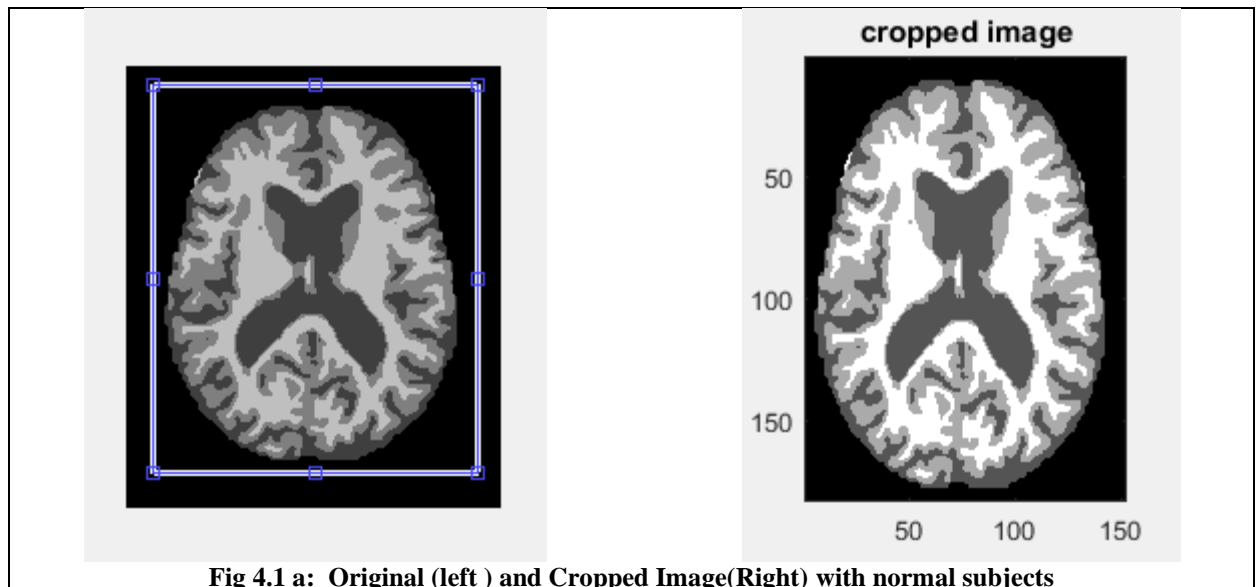 cropped image
50
100
150
50 100 150
Fig 4.1 a: Original (left ) and Cropped Image(Right) with normal subjects